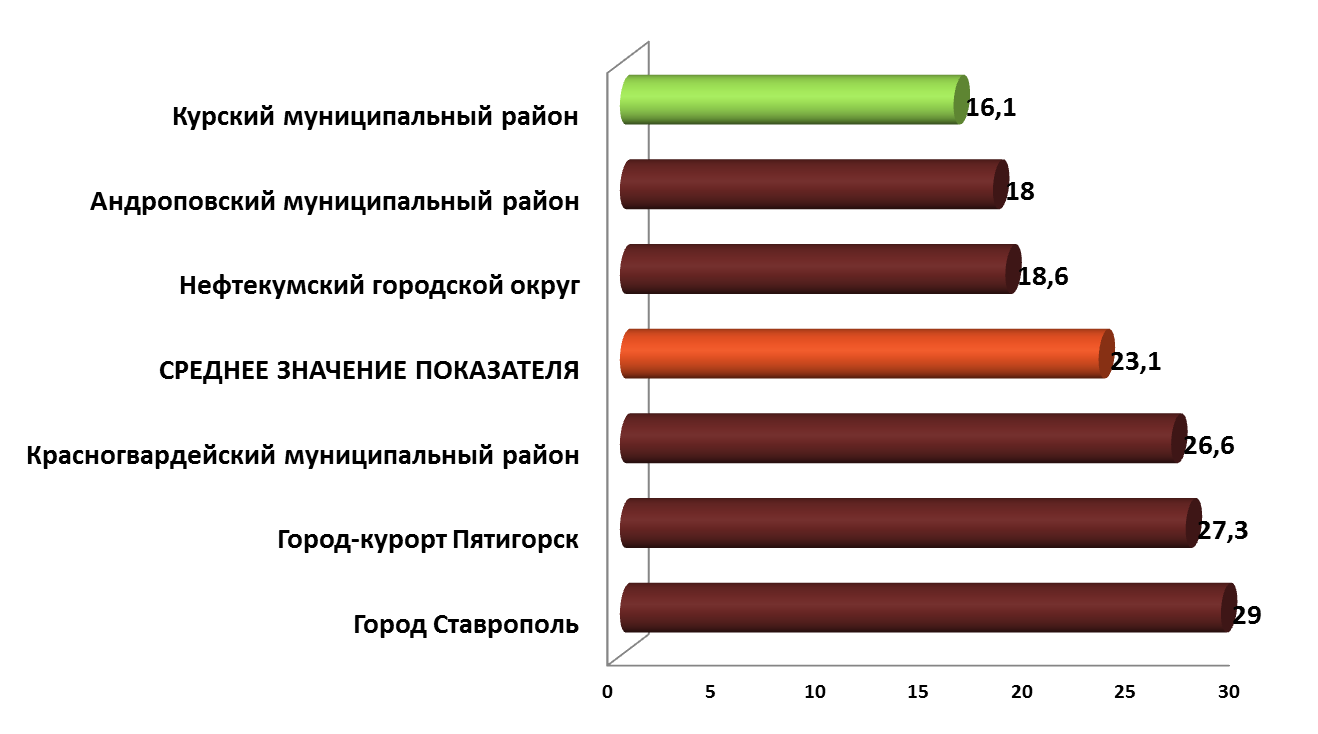 Курский муниципальный район 16,1
Андроповский муниципальный район 18
Нефтекумский городской округ 18,6
СРЕДНЕЕ ЗНАЧЕНИЕ ПОКАЗАТЕЛЯ 23,1
Красногвардейский муниципальный район 26,6
Город-курорт Пятигорск 27,3
Город Ставрополь 29
0 5 10 15 20 25 30